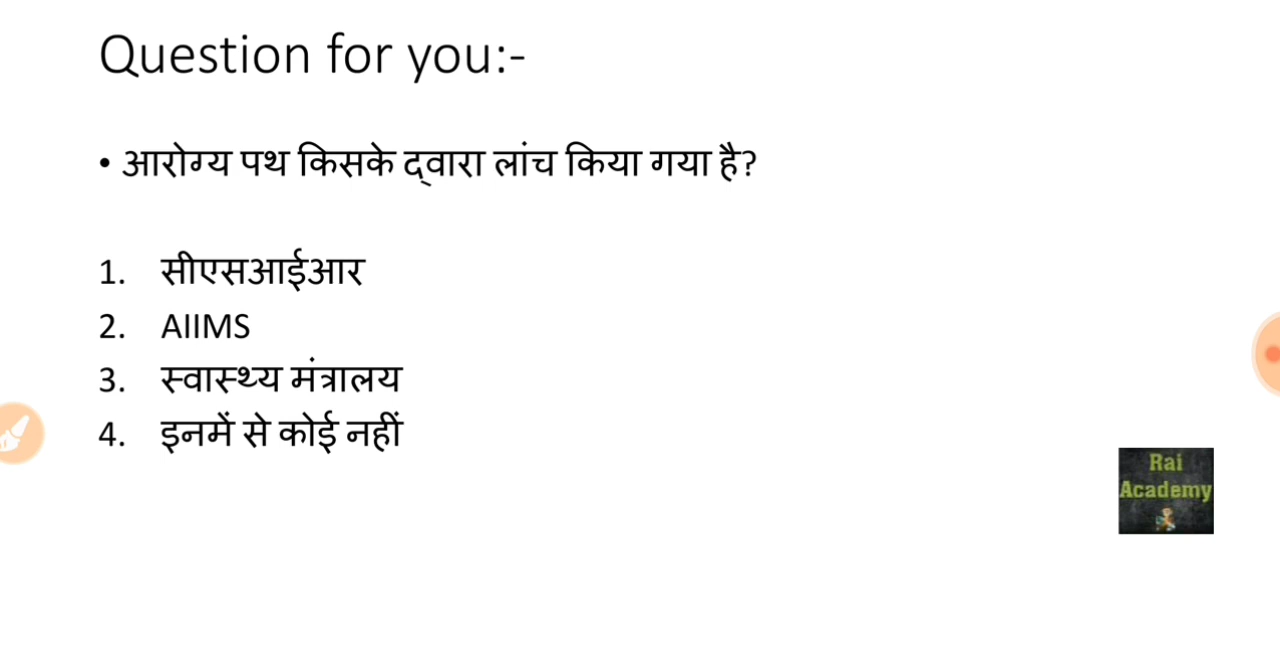 Question for you:-
• आरोग्य पथ किसके द्वारा लांच किया गया है?
1. सीएसआईआर
2. AIIMS
3. स्वास्थ्य मंत्रालय
4. इनमें से कोई नहीं
Rai
Academy